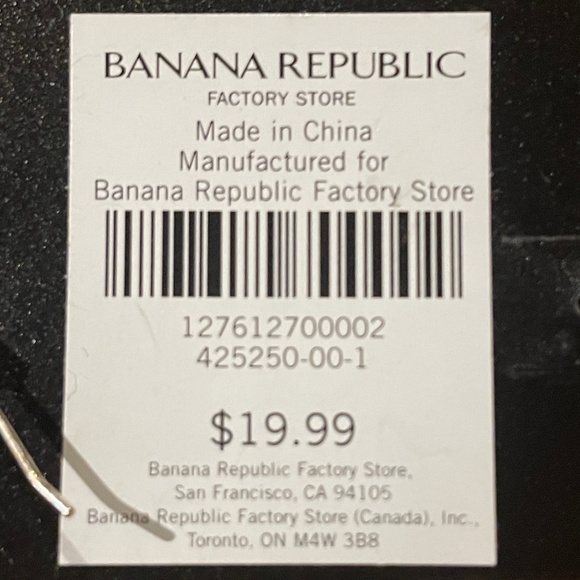 BANANA REPUBLIC
FACTORY STORE
Made in China
Manufactured for
Banana Republic Factory Store
127612700002
425250-00-1
$19.99
Banana Republic Factory Store,
San Francisco, CA 94105
Banana Republic Factory Store (Canada), Inc.,
Toronto, ON M4W 3B8